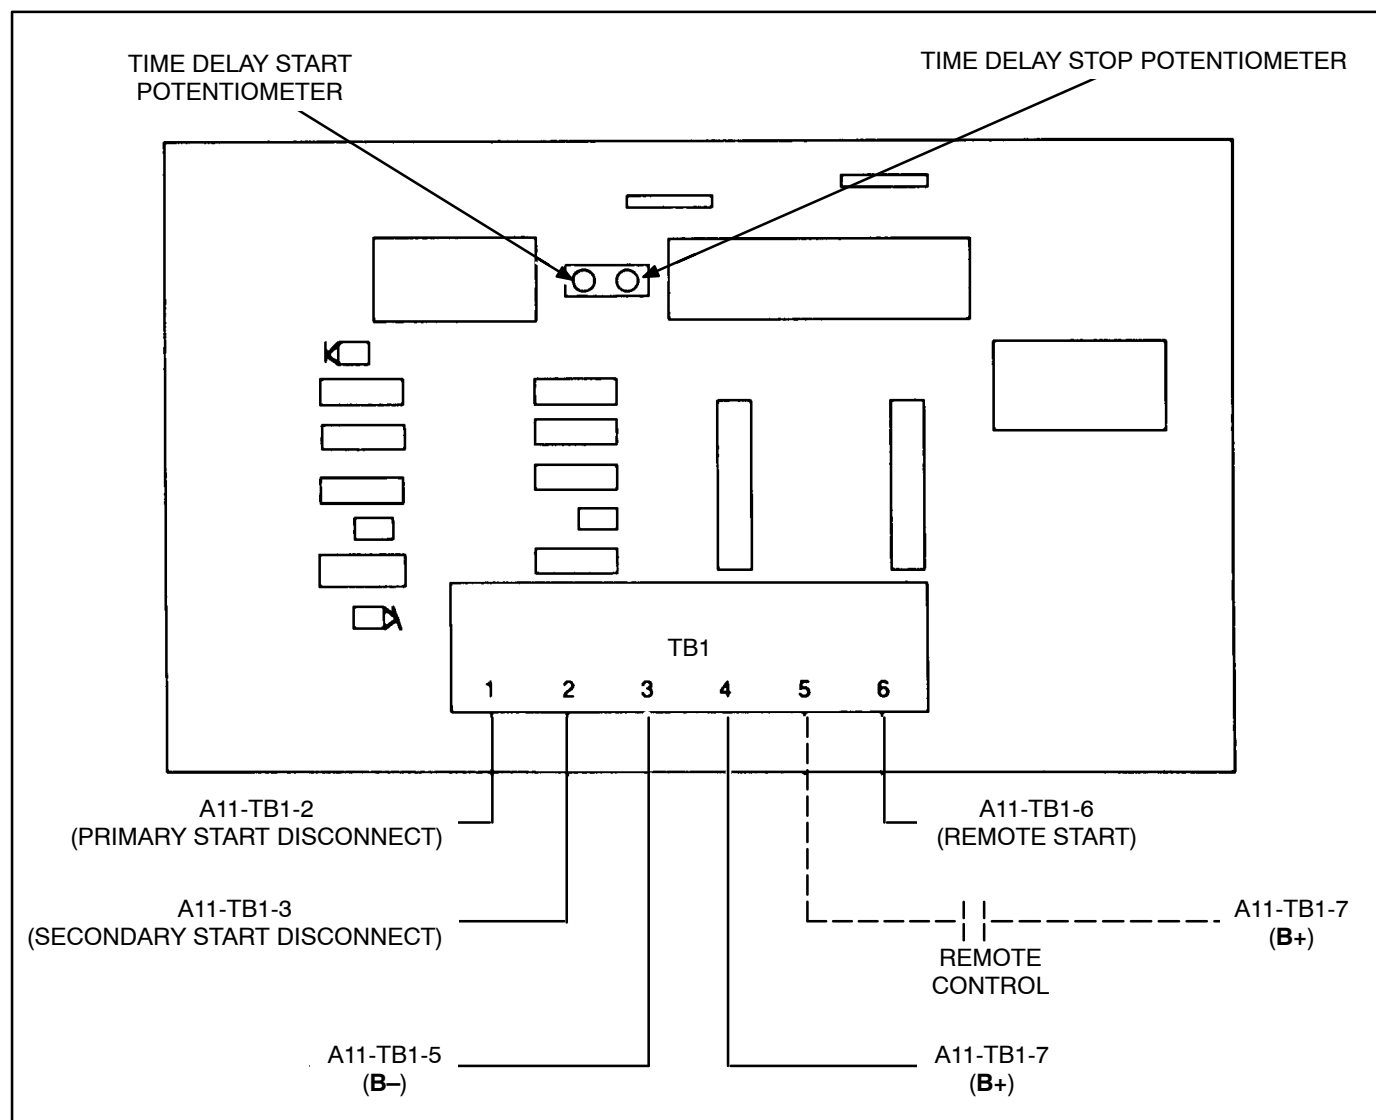 TIME DELAY START
POTENTIOMETER
TIME DELAY STOP POTENTIOMETER
TB1
1 2 3 4 5 6
A11-TB1-2
(PRIMARY START DISCONNECT)
A11-TB1-6
(REMOTE START)
A11-TB1-3
(SECONDARY START DISCONNECT)
A11-TB1-7
(B+)
REMOTE
CONTROL
A11-TB1-5
(B–)
A11-TB1-7
(B+)